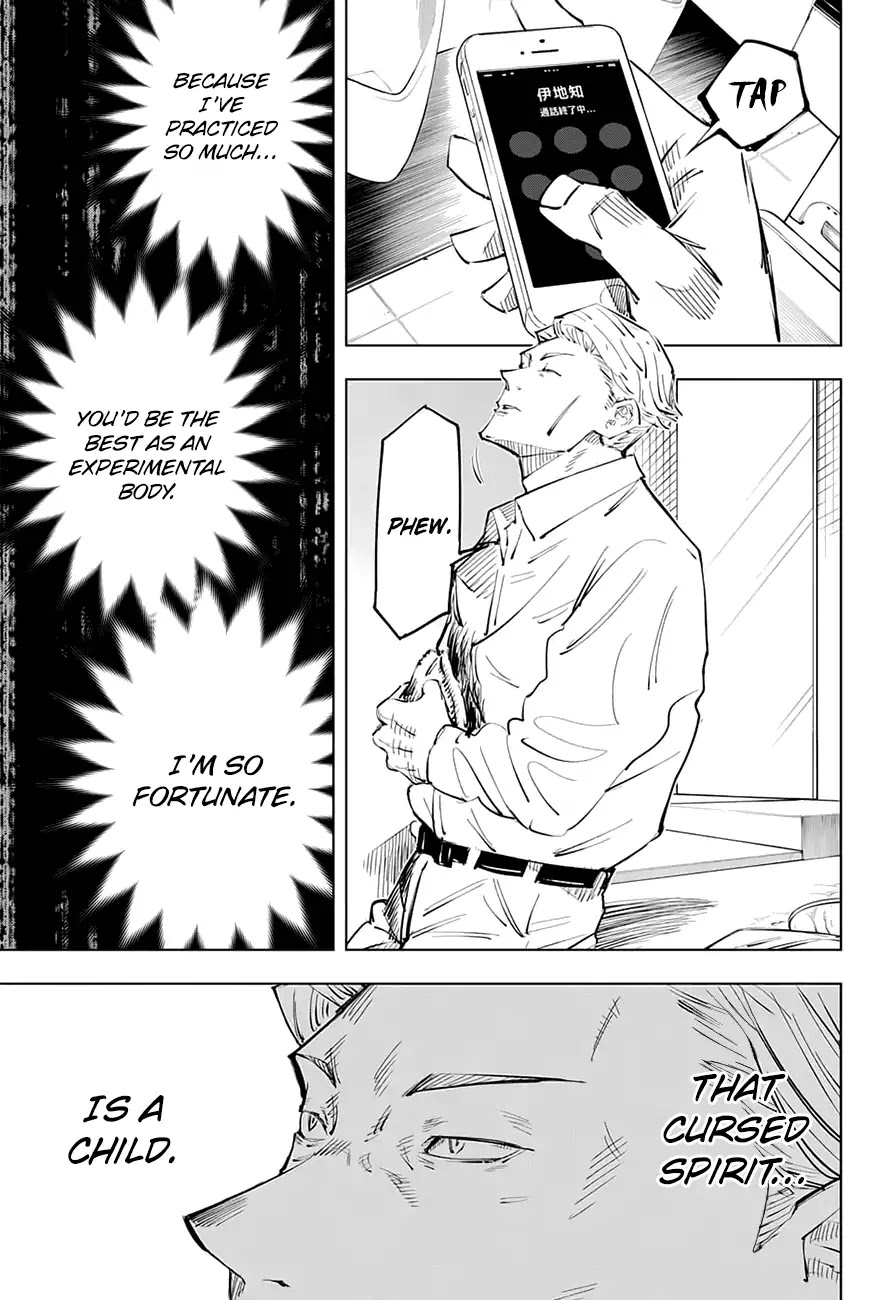 TAP
伊地知
通話終了中...
PHEW.
BECAUSE
I'VE
PRACTICED
SO MUCH...
YOU'D BE THE
BEST AS AN
EXPERIMENTAL
BODY.
I'M SO
FORTUNATE.
THAT
CURSED
SPIRIT...
IS A
CHILD.